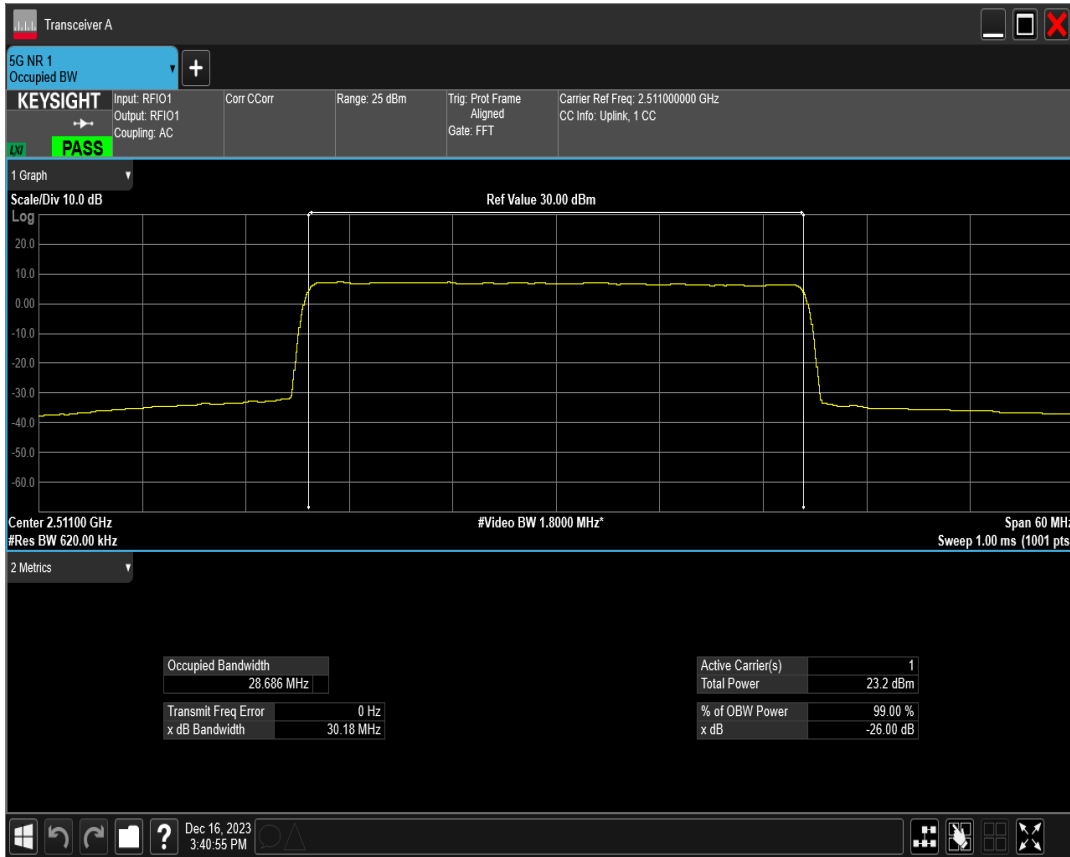 Transceiver A
5G NR 1
Occupied BW
KEYSIGHT
LXI
PASS
Input: RFIO1
Output: RFIO1
Coupling: AC
Corr CCorr
Range: 25 dBm
Trig: Prot Frame
Aligned
Gate: FFT
Carrier Ref Freq: 2.511000000 GHz
CC Info: Uplink, 1 CC
1 Graph
Scale/Div 10.0 dB
Ref Value 30.00 dBm
Log
20.0
10.0
0.00
-10.0
-20.0
-30.0
-40.0
-50.0
-60.0
Center 2.51100 GHz
#Video BW 1.8000 MHz*
Span 60 MHz
#Res BW 620.00 kHz
Sweep 1.00 ms (1001 pts
2 Metrics
Occupied Bandwidth
28.686 MHz
Transmit Freq Error 0 Hz
x dB Bandwidth 30.18 MHz
Active Carrier(s) 1
Total Power 23.2 dBm
% of OBW Power 99.00 %
x dB -26.00 dB
?
Dec 16, 2023
3:40:55 PM